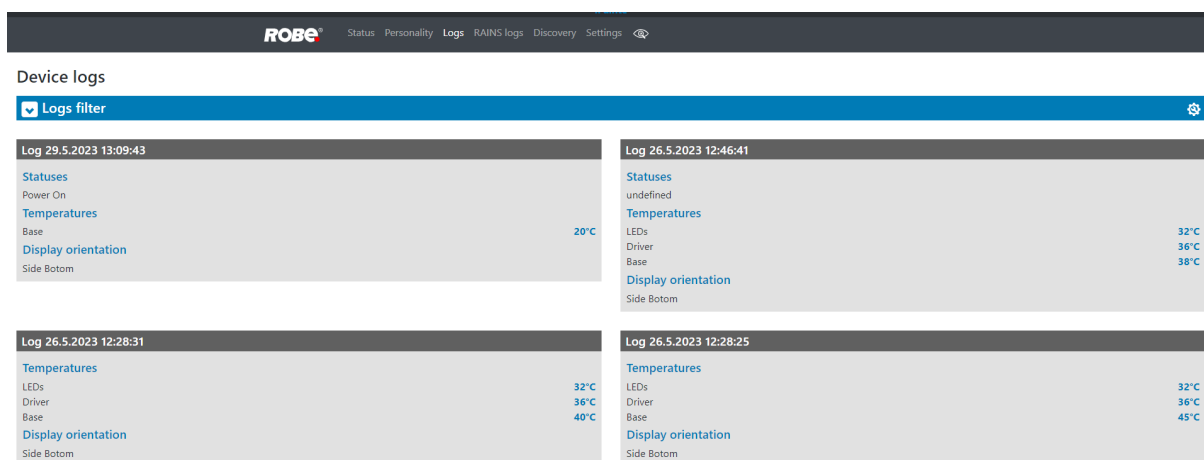 ROBE®
Status Personality Logs RAINS logs Discovery Settings
Device logs
Logs filter
Log 29.5.2023 13:09:43
Statuses
Power On
Temperatures
Base 20°C
Display orientation
Side Botom
Log 26.5.2023 12:46:41
Statuses
undefined
Temperatures
LEDs 32°C
Driver 36°C
Base 38°C
Display orientation
Side Botom
Log 26.5.2023 12:28:31
Temperatures
LEDs 32°C
Driver 36°C
Base 40°C
Display orientation
Side Botom
Log 26.5.2023 12:28:25
Temperatures
LEDs 32°C
Driver 36°C
Base 45°C
Display orientation
Side Botom